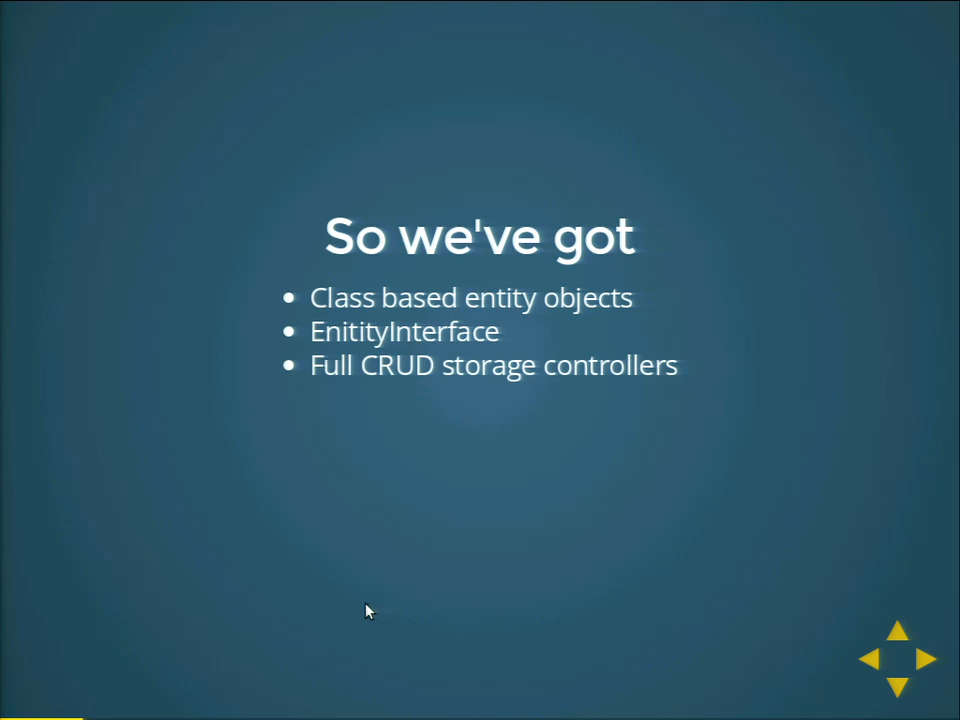 So we've got
• Class based entity objects
• EnitityInterface
• Full CRUD storage controllers